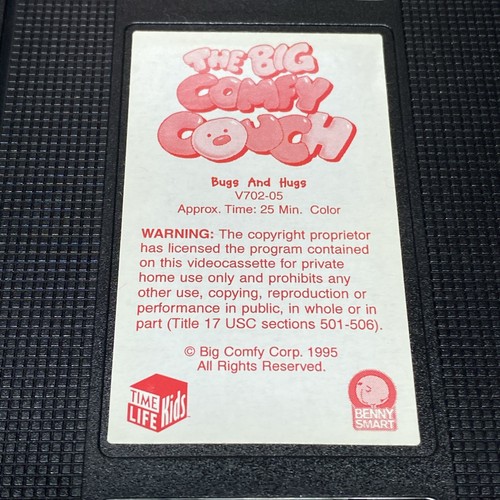 THE BIG
COMFY
COUCH
Bugs And Hugs
V702-05
Approx. Time: 25 Min. Color
WARNING: The copyright proprietor
has licensed the program contained
on this videocassette for private
home use only and prohibits any
other use, copying, reproduction or
performance in public, in whole or in
part (Title 17 USC sections 501-506).
© Big Comfy Corp. 1995
All Rights Reserved.
TIME
LIFE Kids
BENNY
SMART